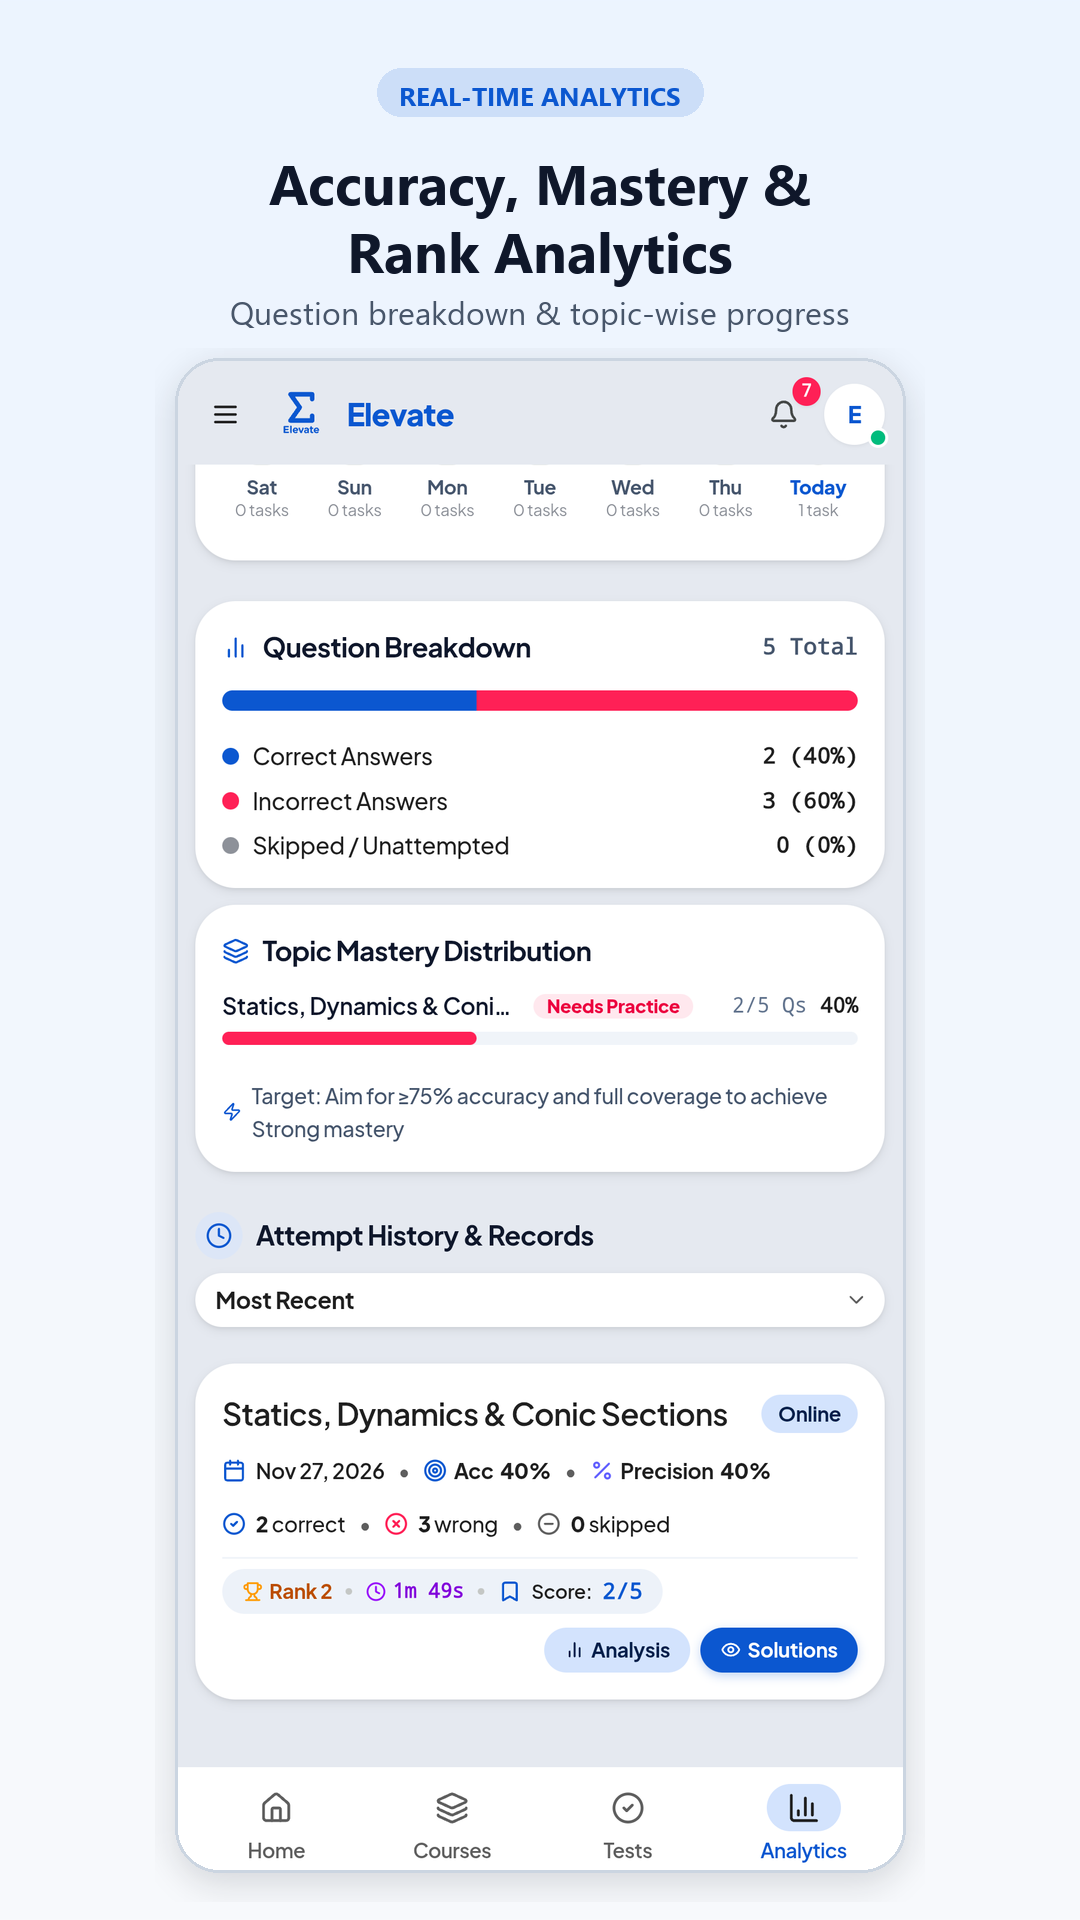 REAL-TIME ANALYTICS
Accuracy, Mastery &
Rank Analytics
Question breakdown & topic-wise progress
Elevate
Elevate
7
E
Sat Sun Mon Tue Wed Thu Today
0 tasks 0 tasks 0 tasks 0 tasks 0 tasks 0 tasks 1 task
Question Breakdown 5 Total
Correct Answers 2 (40%)
Incorrect Answers 3 (60%)
Skipped / Unattempted 0 (0%)
Topic Mastery Distribution
Statics, Dynamics & Coni... Needs Practice 2/5 Qs 40%
Target: Aim for ≥75% accuracy and full coverage to achieve
Strong mastery
Attempt History & Records
Most Recent
Statics, Dynamics & Conic Sections Online
Nov 27, 2026 • Acc 40% • Precision 40%
2 correct • 3 wrong • 0 skipped
Rank 2 • 1m 49s • Score: 2/5
Analysis Solutions
Home Courses Tests Analytics